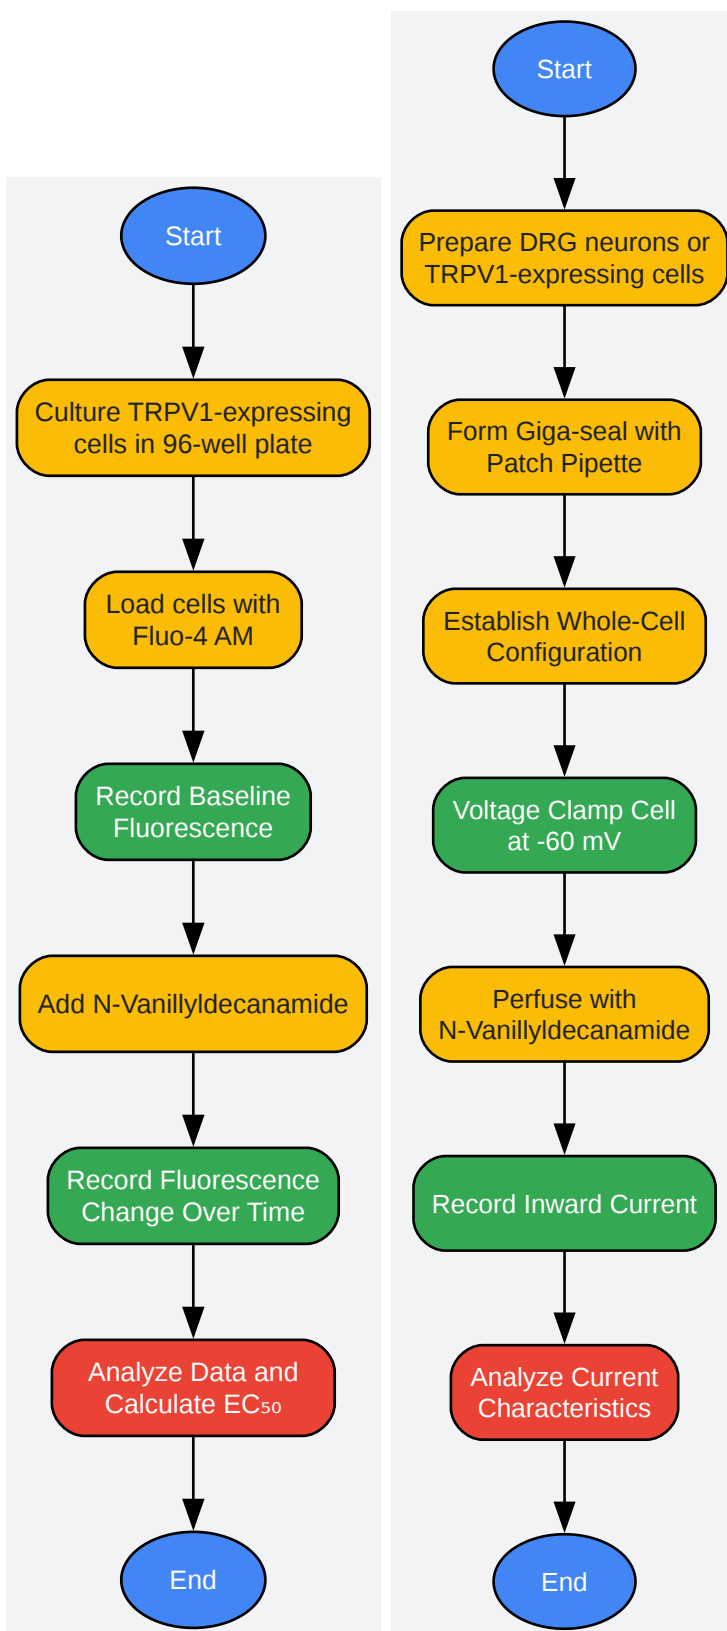 Start
Culture TRPV1-expressing
cells in 96-well plate
Load cells with
Fluo-4 AM
Record Baseline
Fluorescence
Add N-Vanillyldecanamide
Record Fluorescence
Change Over Time
Analyze Data and
Calculate EC₅₀
End
Start
Prepare DRG neurons or
TRPV1-expressing cells
Form Giga-seal with
Patch Pipette
Establish Whole-Cell
Configuration
Voltage Clamp Cell
at -60 mV
Perfuse with
N-Vanillyldecanamide
Record Inward Current
Analyze Current
Characteristics
End